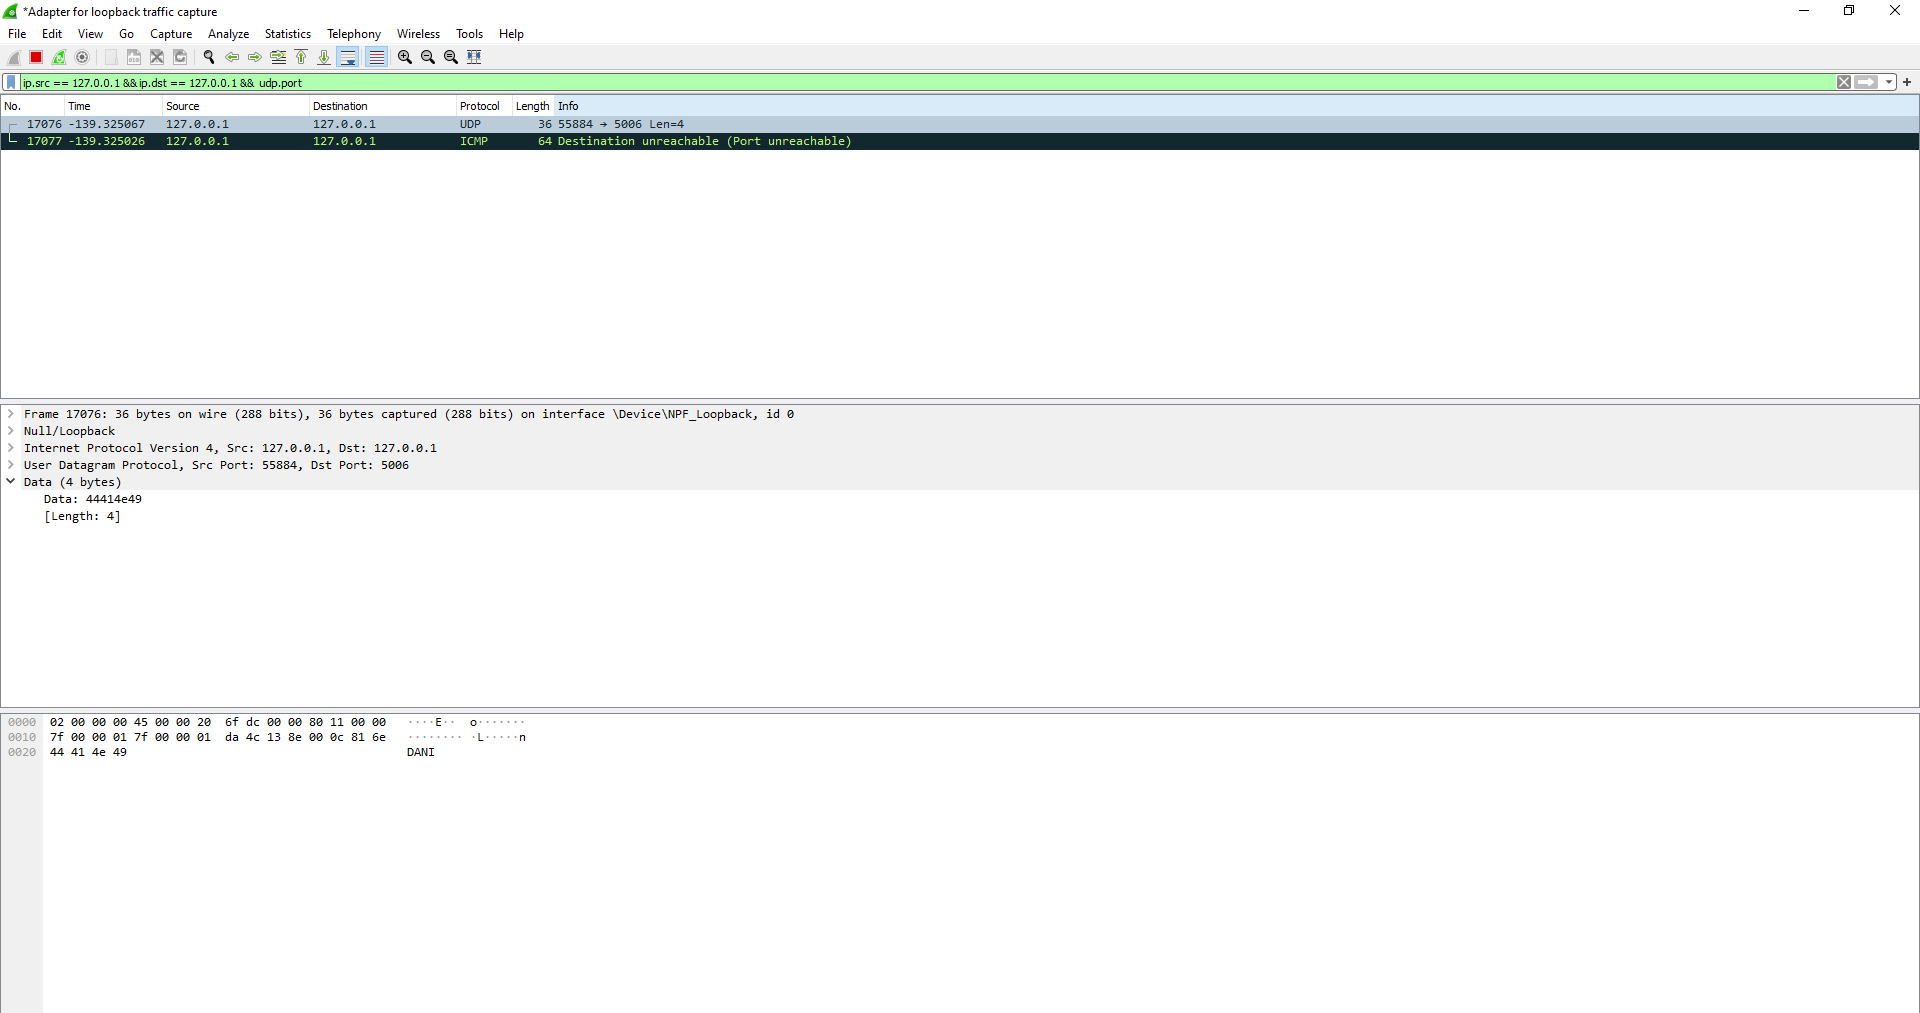 *Adapter for loopback traffic capture
File Edit View Go Capture Analyze Statistics Telephony Wireless Tools Help
ip.src == 127.0.0.1 && ip.dst == 127.0.0.1 && udp.port
No. Time Source Destination Protocol Length Info
17076 -139.325067 127.0.0.1 127.0.0.1 UDP 36 55884 → 5006 Len=4
17077 -139.325026 127.0.0.1 127.0.0.1 ICMP 64 Destination unreachable (Port unreachable)
Frame 17076: 36 bytes on wire (288 bits), 36 bytes captured (288 bits) on interface \Device\NPF_Loopback, id 0
Null/Loopback
Internet Protocol Version 4, Src: 127.0.0.1, Dst: 127.0.0.1
User Datagram Protocol, Src Port: 55884, Dst Port: 5006
Data (4 bytes)
Data: 44414e49
[Length: 4]
0000 02 00 00 00 45 00 00 20 6f dc 00 00 80 11 00 00 ····E·· o·······
0010 7f 00 00 01 7f 00 00 01 da 4c 13 8e 00 0c 81 6e ········ ·L·····n
0020 44 41 4e 49 DANI